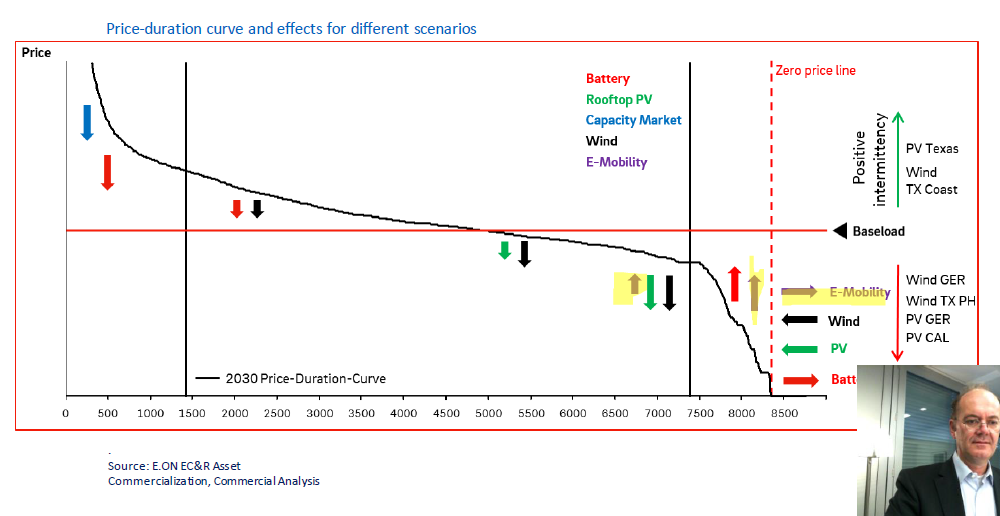 Price-duration curve and effects for different scenarios
Price
Zero price line
Battery
Rooftop PV
Capacity Market
Wind
E-Mobility
Positive
intermittency
PV Texas
Wind
TX Coast
Baseload
E-Mobility
Wind
PV
Wind GER
Wind TX PH
PV GER
PV CAL
2030 Price-Duration-Curve
0 500 1000 1500 2000 2500 3000 3500 4000 4500 5000 5500 6000 6500 7000 7500 8000 8500
.
Source: E.ON EC&R Asset
Commercialization, Commercial Analysis